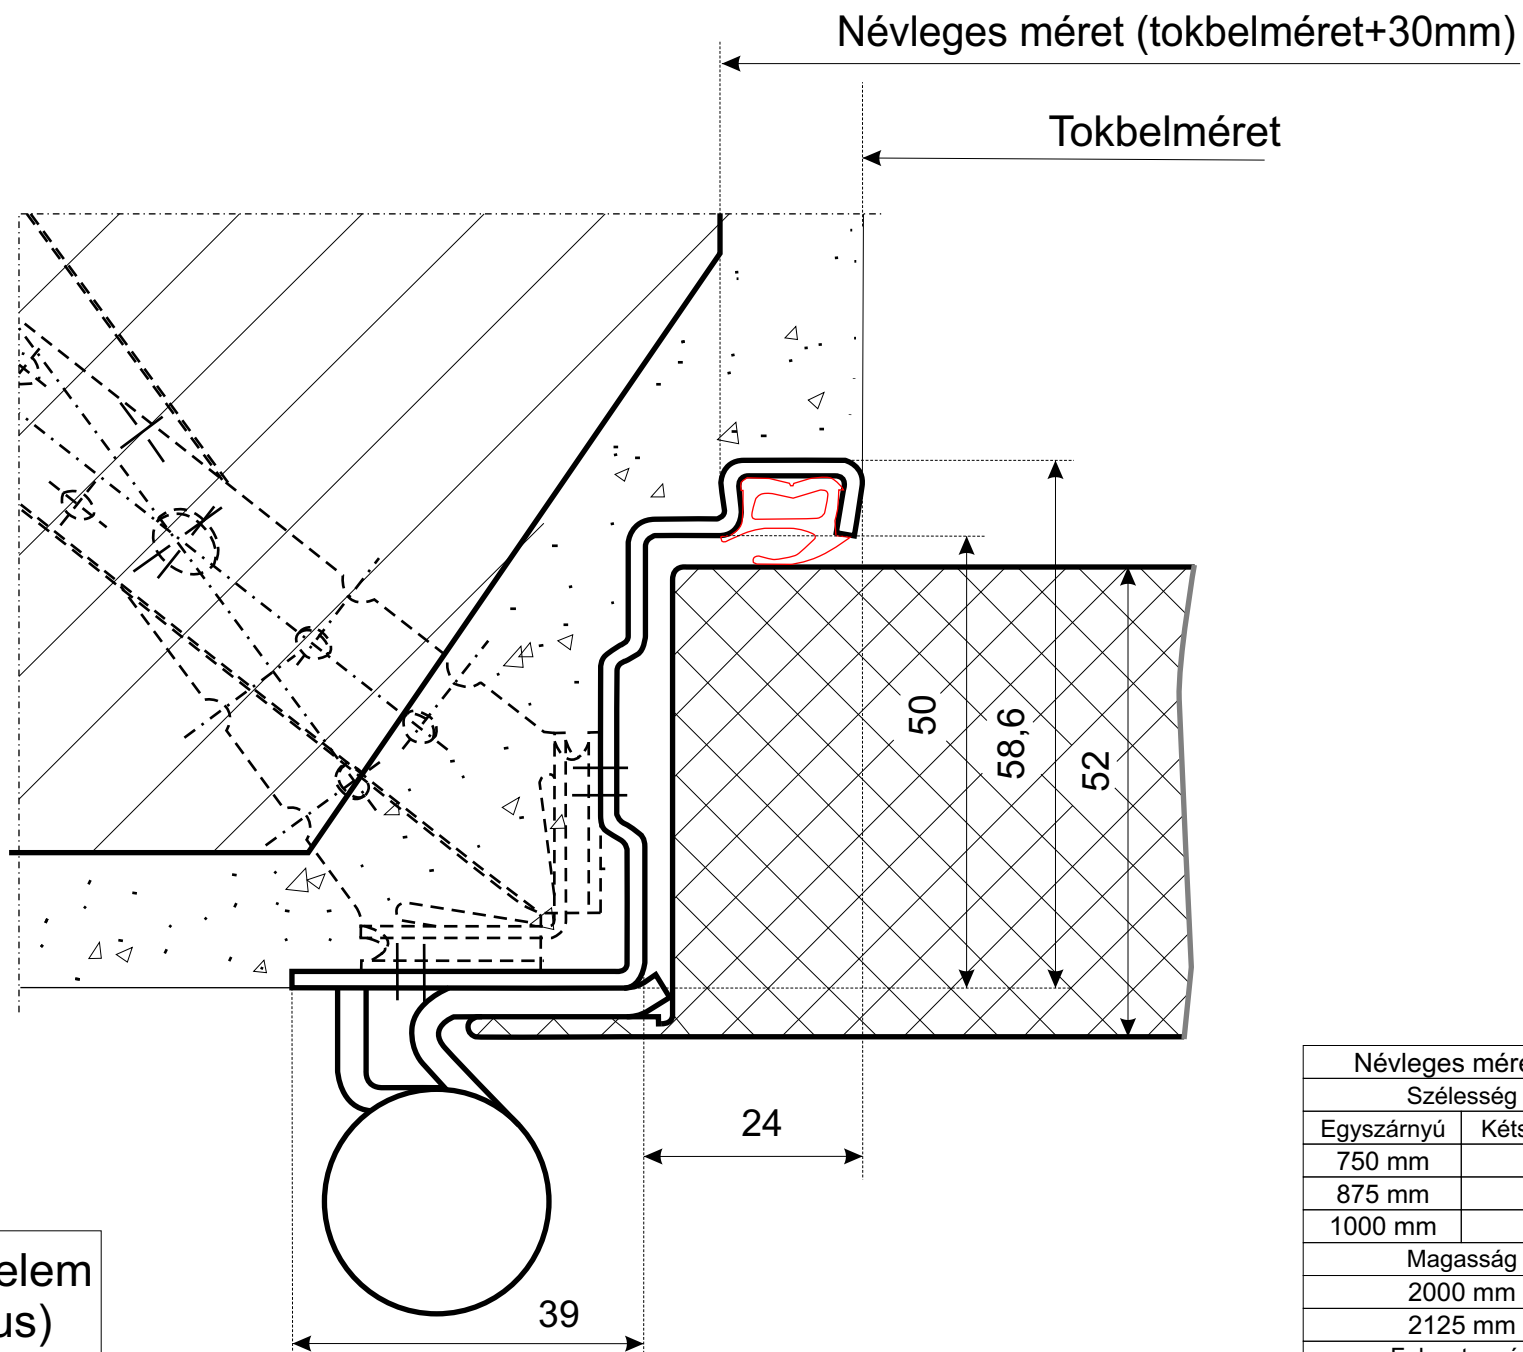 Névleges méret (tokbelméret+30mm)
Tokbelméret
50
58,6
52
24
39
Névleges mére
Szélesség
Egyszárnyú Kéts
750 mm
875 mm
1000 mm
Magasság
2000 mm
2125 mm
elem
us)